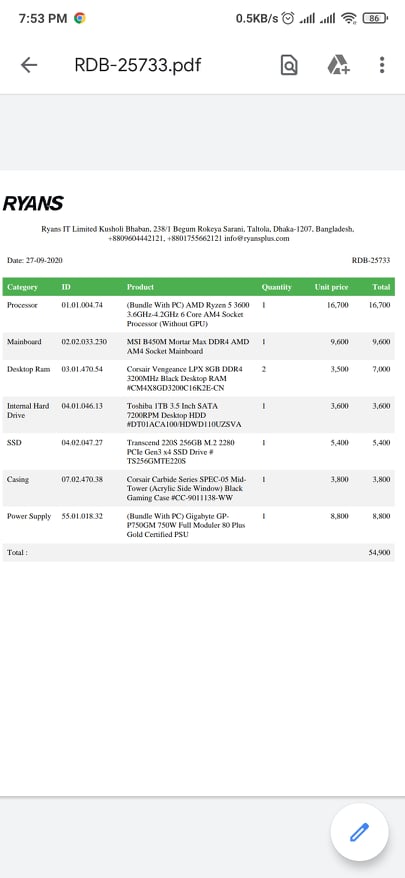 7:53 PM 0.5KB/s 86
RDB-25733.pdf
RYANS
Ryans IT Limited Kusholi Bhaban, 238/1 Begum Rokeya Sarani, Taltola, Dhaka-1207, Bangladesh,
+8809604442121, +8801755662121 info@ryansplus.com
Date: 27-09-2020 RDB-25733
Category ID Product Quantity Unit price Total
Processor 01.01.004.74 (Bundle With PC) AMD Ryzen 5 3600 1 16,700 16,700
3.6GHz-4.2GHz 6 Core AM4 Socket
Processor (Without GPU)
Mainboard 02.02.033.230 MSI B450M Mortar Max DDR4 AMD 1 9,600 9,600
AM4 Socket Mainboard
Desktop Ram 03.01.470.54 Corsair Vengeance LPX 8GB DDR4 2 3,500 7,000
3200MHz Black Desktop RAM
#CM4X8GD3200C16K2E-CN
Internal Hard 04.01.046.13 Toshiba 1TB 3.5 Inch SATA 1 3,600 3,600
Drive 7200RPM Desktop HDD
#DT01ACA100/HDWD110UZSVA
SSD 04.02.047.27 Transcend 220S 256GB M.2 2280 1 5,400 5,400
PCIe Gen3 x4 SSD Drive #
TS256GMTE220S
Casing 07.02.470.38 Corsair Carbide Series SPEC-05 Mid- 1 3,800 3,800
Tower (Acrylic Side Window) Black
Gaming Case #CC-9011138-WW
Power Supply 55.01.018.32 (Bundle With PC) Gigabyte GP- 1 8,800 8,800
P750GM 750W Full Moduler 80 Plus
Gold Certified PSU
Total : 54,900